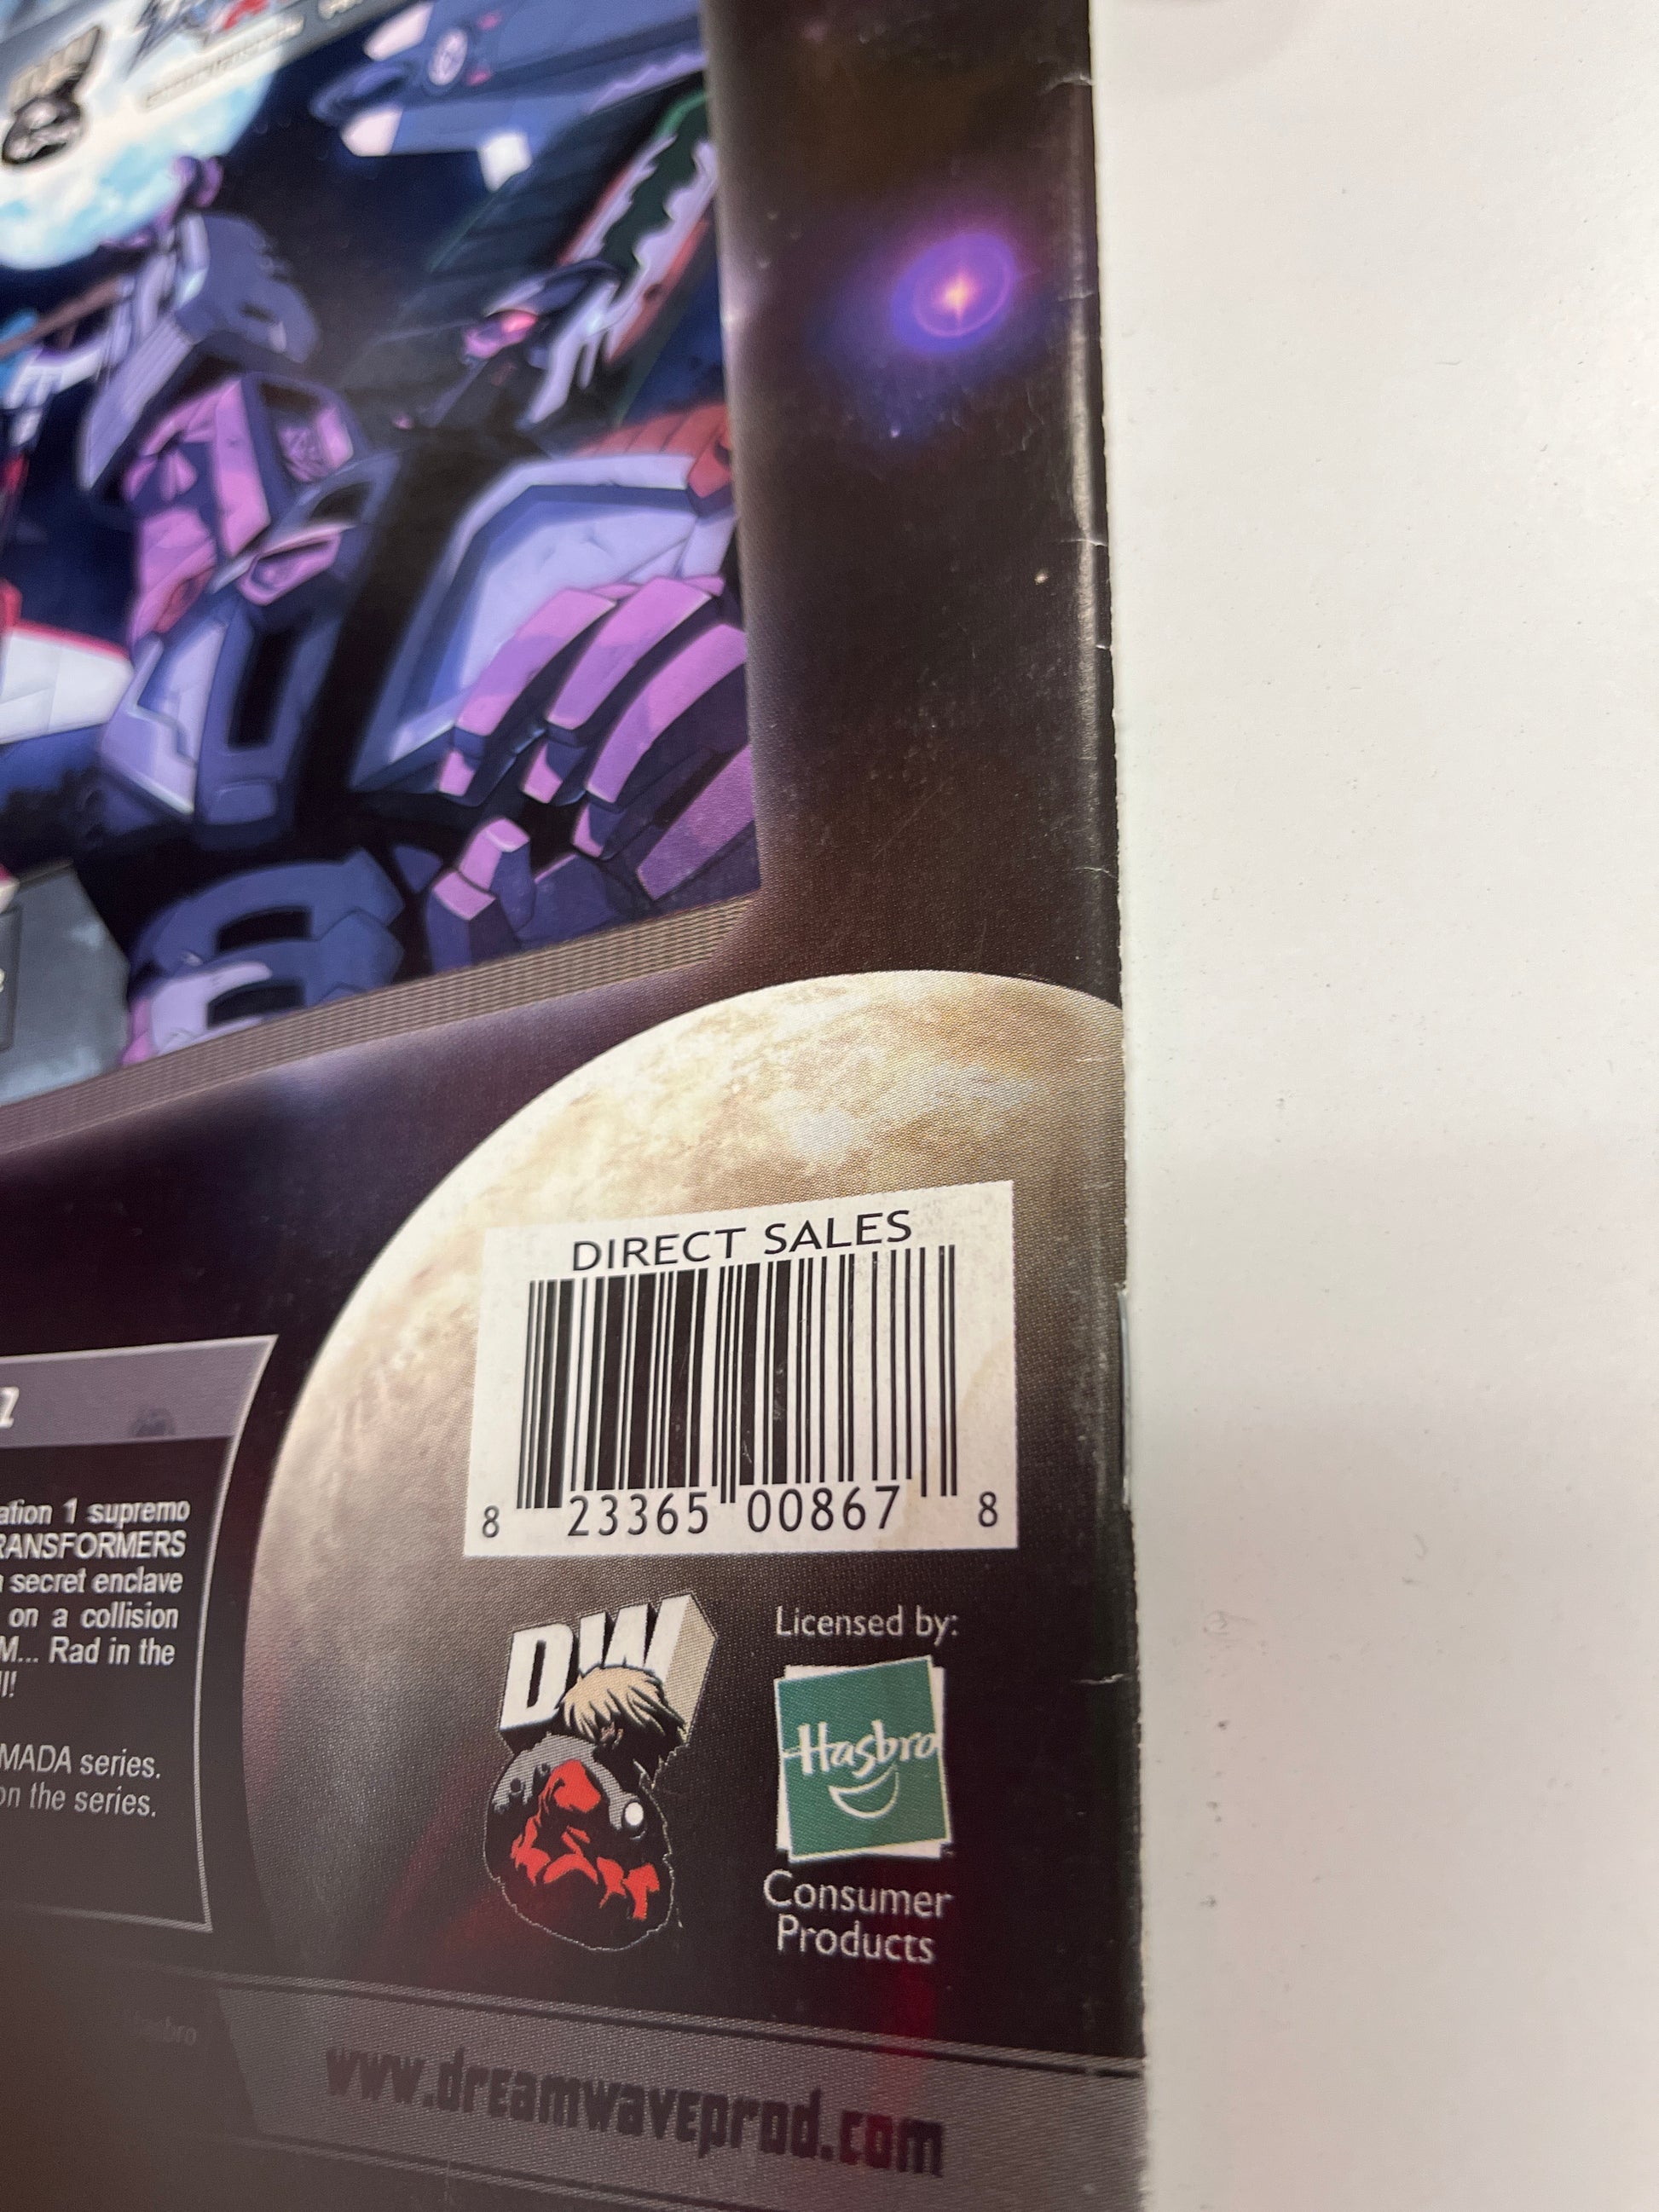 DIRECT SALES
8 23365 00867 8
ation 1 supremo
RANSFORMERS
secret enclave
on a collision
M... Rad in the
MADA series.
on the series.
DW
Licensed by:
Hasbro
Consumer
Products
www.dreamwaveprod.com